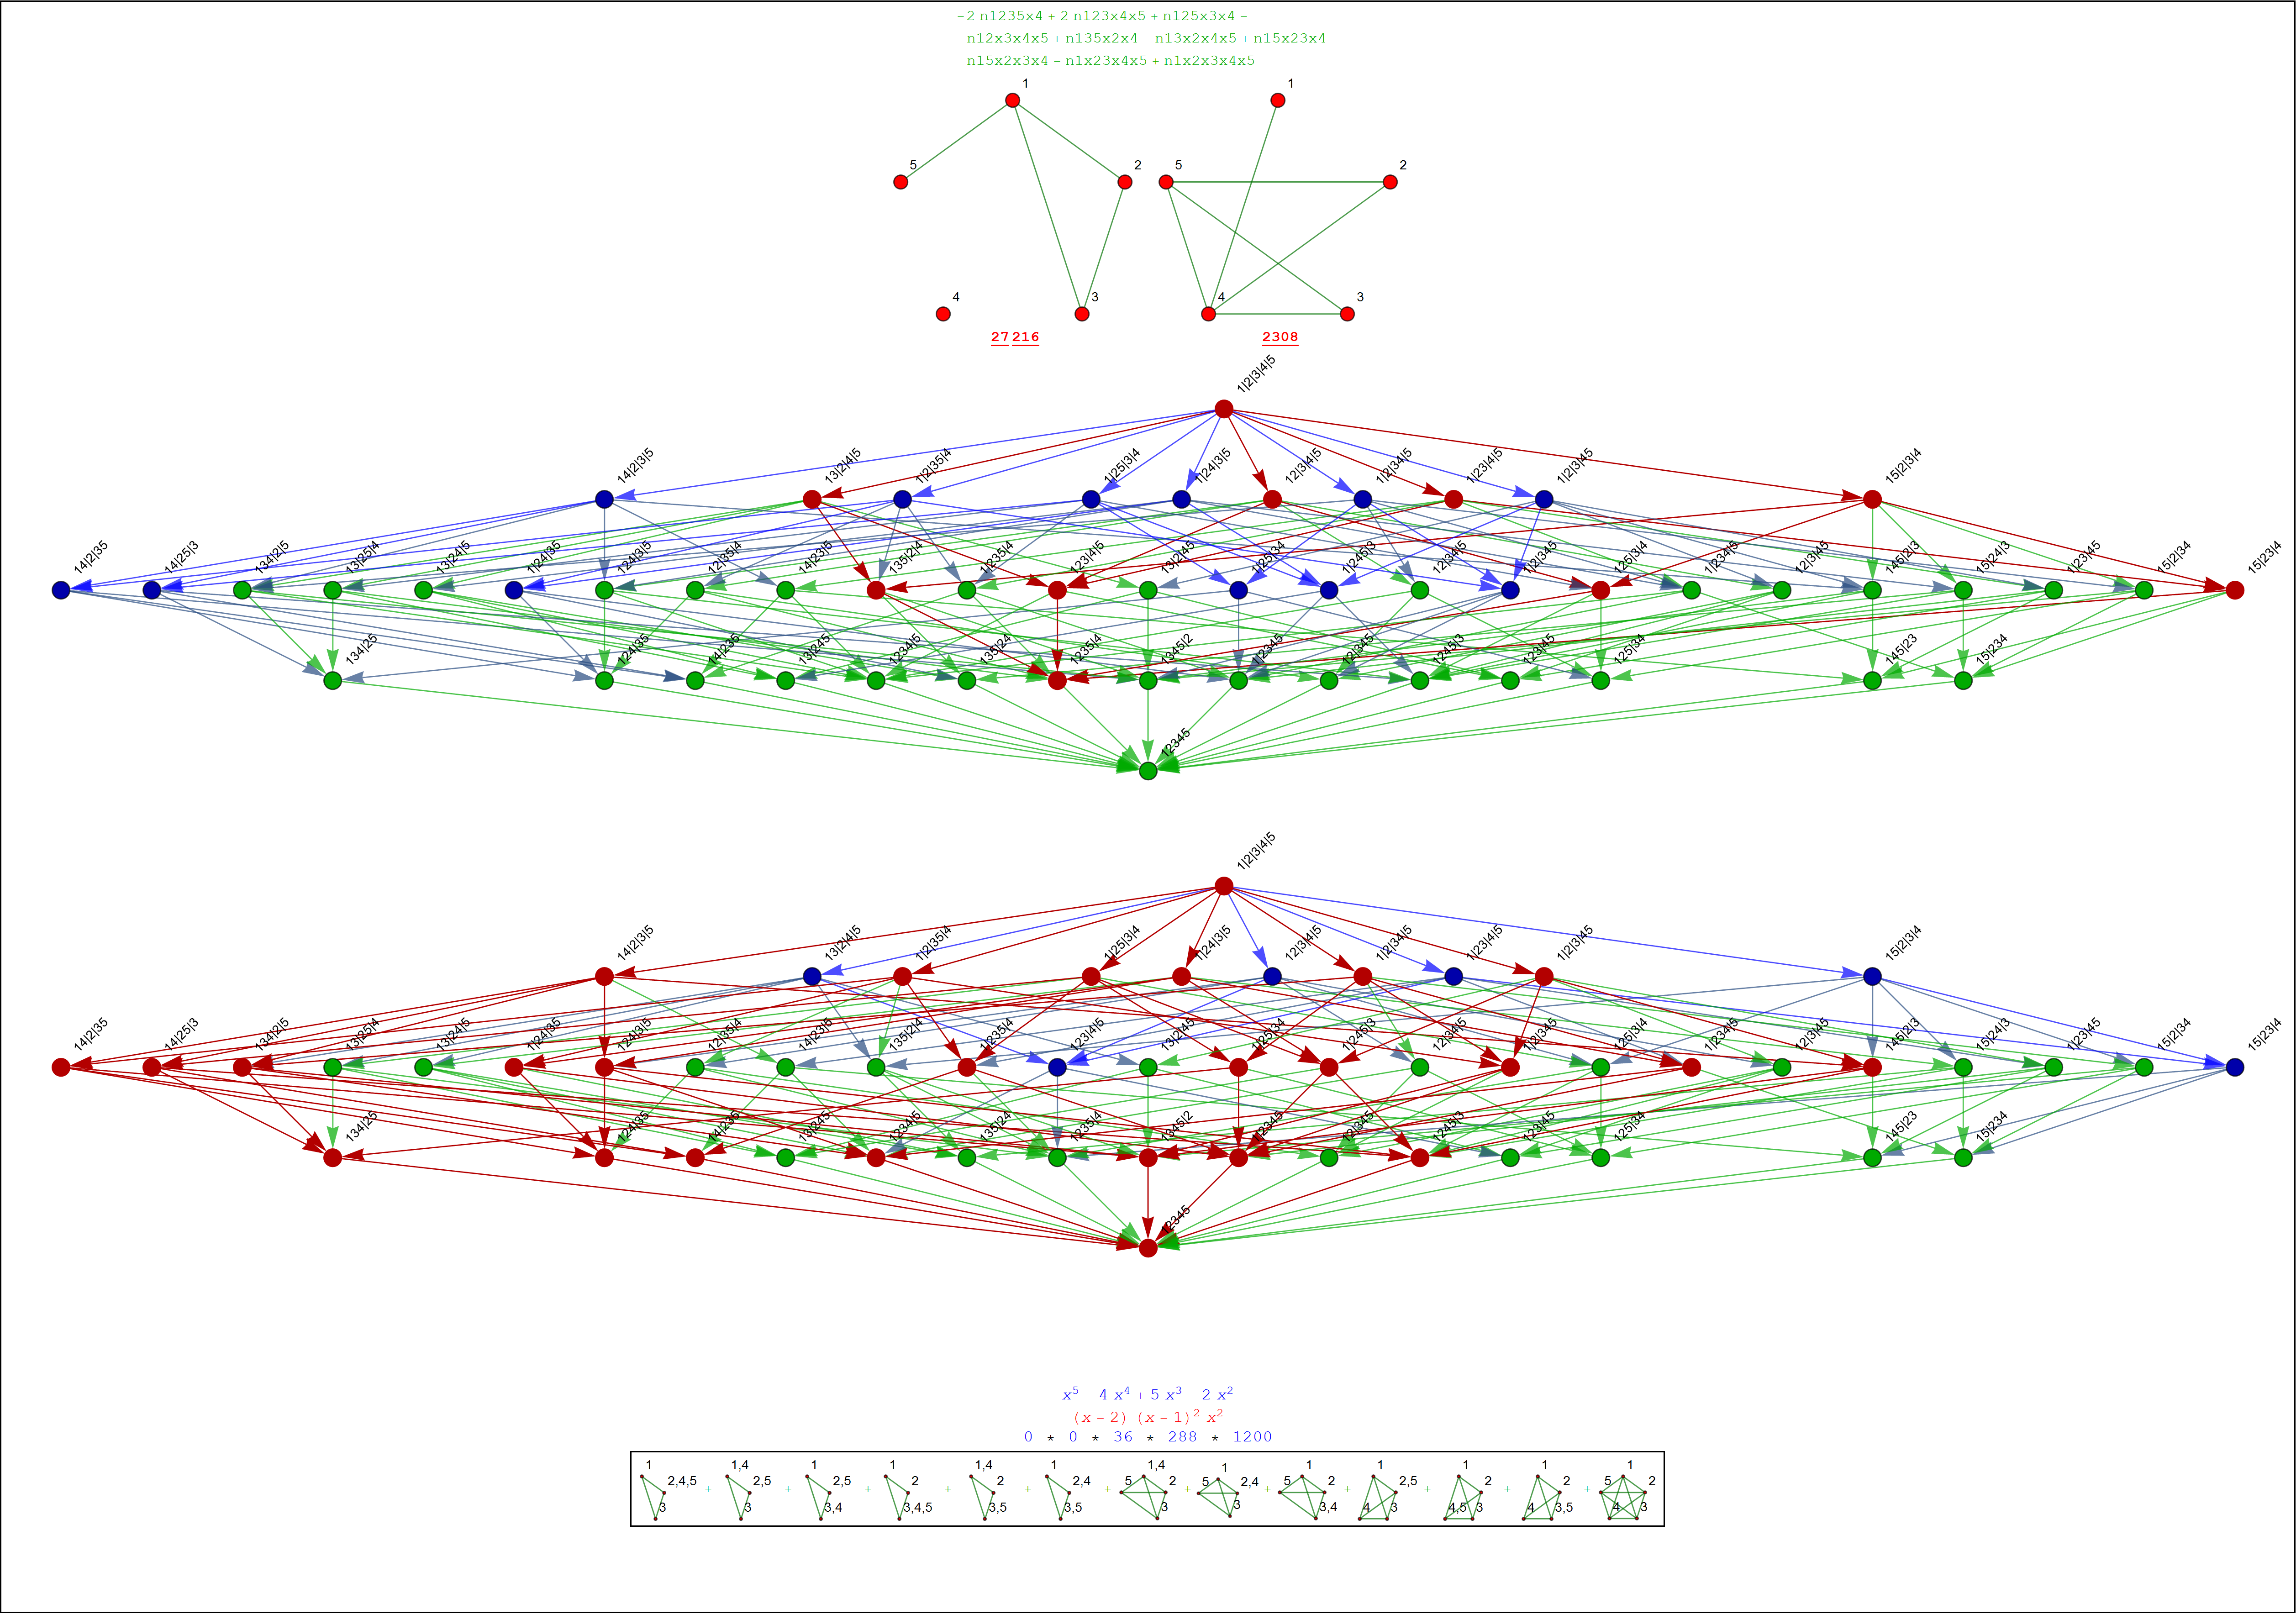 -2 n1235x4 + 2 n123x4x5 + n125x3x4 -
n12x3x4x5 + n135x2x4 - n13x2x4x5 + n15x23x4 -
n15x2x3x4 - n1x23x4x5 + n1x2x3x4x5
1 1
5 2 5 2
4 3 4 3
27 216 2308
1|2|3|4|5
14|2|3|5 13|2|4|5 1|2|35|4 1|25|3|4 1|24|3|5 12|3|4|5 1|2|34|5 1|23|4|5 1|2|3|45 15|2|3|4
14|2|35 14|25|3 134|2|5 13|25|4 13|24|5 1|24|35 124|3|5 12|35|4 14|23|5 135|2|4 1|235|4 123|4|5 13|2|45 1|25|34 1|245|3 12|34|5 1|2|345 125|3|4 1|234|5 12|3|45 145|2|3 15|24|3 1|23|45 15|2|34 15|23|4
134|25 124|35 14|235 13|245 1234|5 135|24 1235|4 1345|2 1|2345 12|345 1245|3 123|45 125|34 145|23 15|234
12345
1|2|3|4|5
14|2|3|5 13|2|4|5 1|2|35|4 1|25|3|4 1|24|3|5 12|3|4|5 1|2|34|5 1|23|4|5 1|2|3|45 15|2|3|4
14|2|35 14|25|3 134|2|5 13|25|4 13|24|5 1|24|35 124|3|5 12|35|4 14|23|5 135|2|4 1|235|4 123|4|5 13|2|45 1|25|34 1|245|3 12|34|5 1|2|345 125|3|4 1|234|5 12|3|45 145|2|3 15|24|3 1|23|45 15|2|34 15|23|4
134|25 124|35 14|235 13|245 1234|5 135|24 1235|4 1345|2 1|2345 12|345 1245|3 123|45 125|34 145|23 15|234
12345
x⁵ - 4 x⁴ + 5 x³ - 2 x²
(x - 2) (x - 1)² x²
0 * 0 * 36 * 288 * 1200
1 2,4,5 3 + 1,4 2,5 3 + 1 2,5 3,4 + 1 2 3,4,5 + 1,4 2 3,5 + 1 2,4 3,5 + 1,4 5 2 3 + 1 5 2,4 3 + 1 5 2 3,4 + 1 2,5 4 3 + 1 2 4,5 3 + 1 2 4 3,5 + 1 5 2 4 3